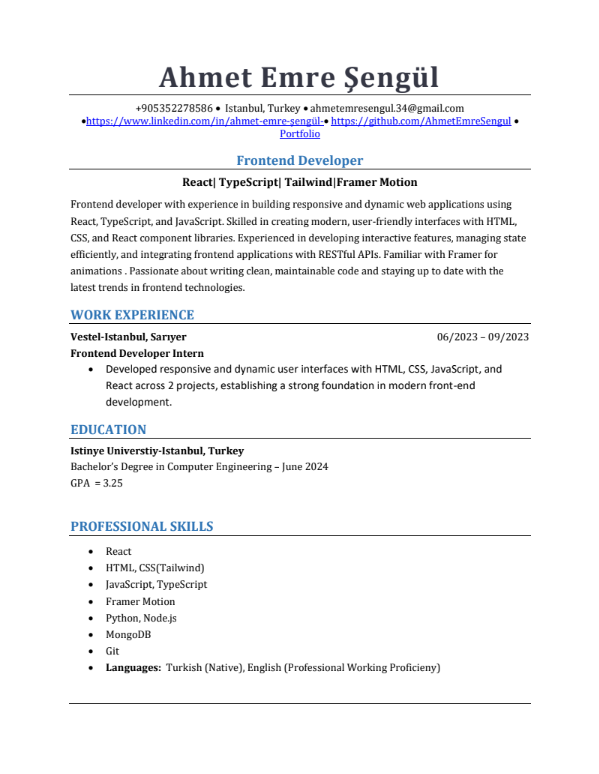 Ahmet Emre Şengül
+905352278586 • Istanbul, Turkey • ahmetemresengul.34@gmail.com
•https://www.linkedin.com/in/ahmet-emre-şengül-• https://github.com/AhmetEmreSengul •
Portfolio
Frontend Developer
React| TypeScript| Tailwind|Framer Motion
Frontend developer with experience in building responsive and dynamic web applications using
React, TypeScript, and JavaScript. Skilled in creating modern, user-friendly interfaces with HTML,
CSS, and React component libraries. Experienced in developing interactive features, managing state
efficiently, and integrating frontend applications with RESTful APIs. Familiar with Framer for
animations . Passionate about writing clean, maintainable code and staying up to date with the
latest trends in frontend technologies.
WORK EXPERIENCE
Vestel-Istanbul, Sarıyer 06/2023 – 09/2023
Frontend Developer Intern
• Developed responsive and dynamic user interfaces with HTML, CSS, JavaScript, and
React across 2 projects, establishing a strong foundation in modern front-end
development.
EDUCATION
Istinye Universtiy-Istanbul, Turkey
Bachelor's Degree in Computer Engineering – June 2024
GPA = 3.25
PROFESSIONAL SKILLS
• React
• HTML, CSS(Tailwind)
• JavaScript, TypeScript
• Framer Motion
• Python, Node.js
• MongoDB
• Git
• Languages: Turkish (Native), English (Professional Working Proficieny)